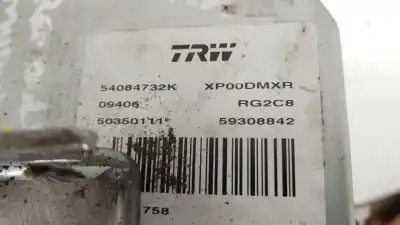 TRW
54084732K XP00DMXR
09406 RG2C8
50350111 59308842
758